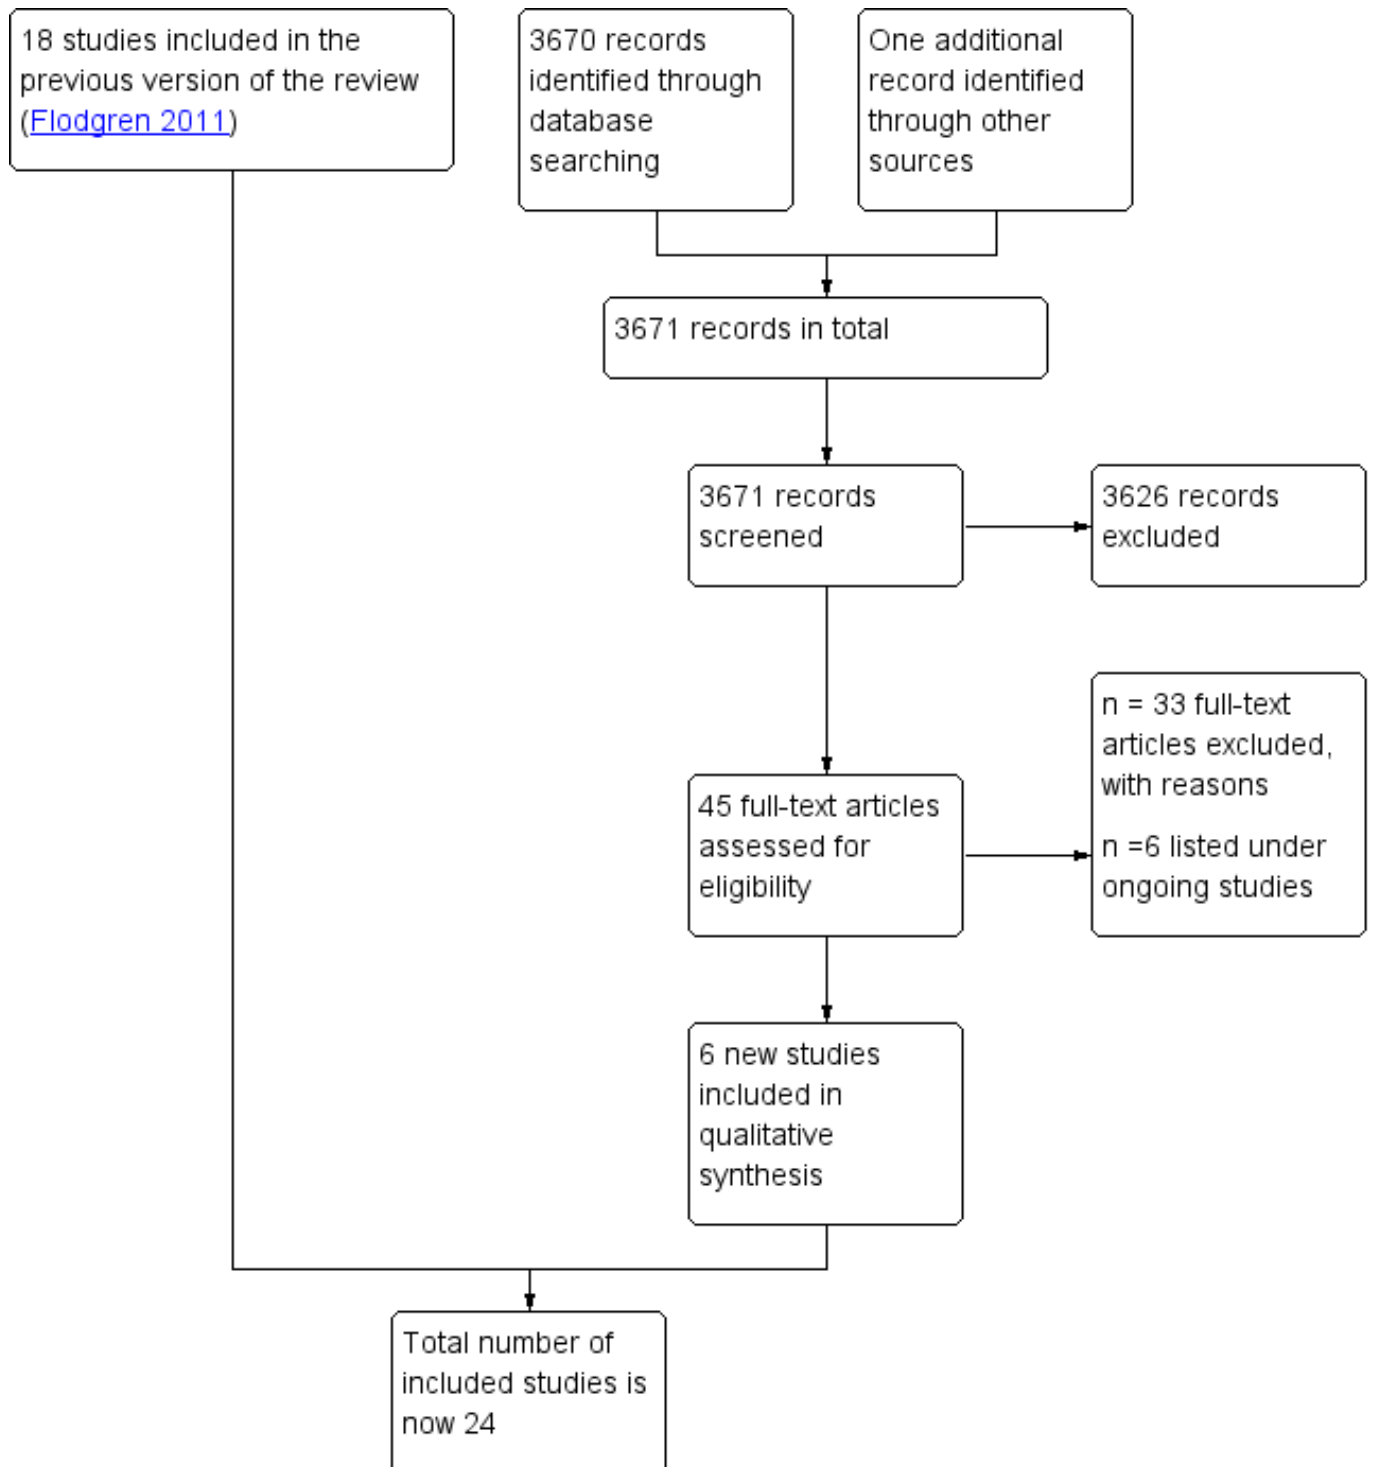 18 studies included in the
previous version of the review
(Flodgren 2011)
3670 records
identified through
database
searching
One additional
record identified
through other
sources
3671 records in total
3671 records
screened
3626 records
excluded
45 full-text articles
assessed for
eligibility
n = 33 full-text
articles excluded,
with reasons
n =6 listed under
ongoing studies
6 new studies
included in
qualitative
synthesis
Total number of
included studies is
now 24